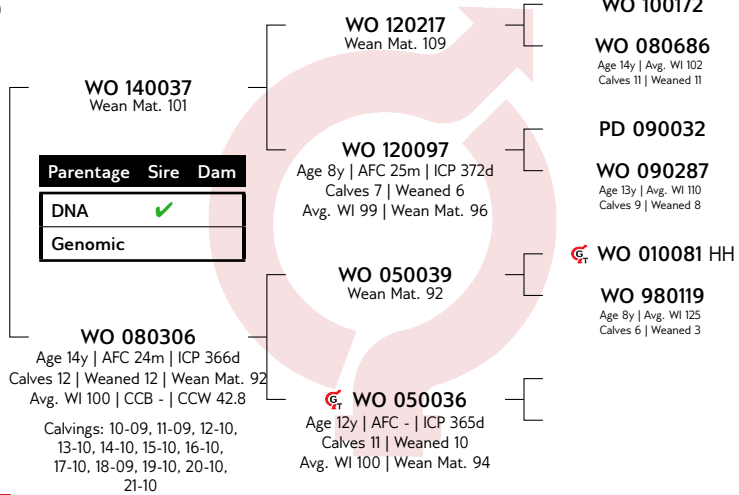 WO 140037
Wean Mat. 101
Parentage Sire Dam
DNA ✔
Genomic
WO 080306
Age 14y | AFC 24m | ICP 366d
Calves 12 | Weaned 12 | Wean Mat. 92
Avg. WI 100 | CCB - | CCW 42.8
Calvings: 10-09, 11-09, 12-10,
13-10, 14-10, 15-10, 16-10,
17-10, 18-09, 19-10, 20-10,
21-10
WO 120217
Wean Mat. 109
WO 120097
Age 8y | AFC 25m | ICP 372d
Calves 7 | Weaned 6
Avg. WI 99 | Wean Mat. 96
WO 050039
Wean Mat. 92
GT WO 050036
Age 12y | AFC - | ICP 365d
Calves 11 | Weaned 10
Avg. WI 100 | Wean Mat. 94
WO 100172
WO 080686
Age 14y | Avg. WI 102
Calves 11 | Weaned 11
PD 090032
WO 090287
Age 13y | Avg. WI 110
Calves 9 | Weaned 8
GT WO 010081 HH
WO 980119
Age 8y | Avg. WI 125
Calves 6 | Weaned 3